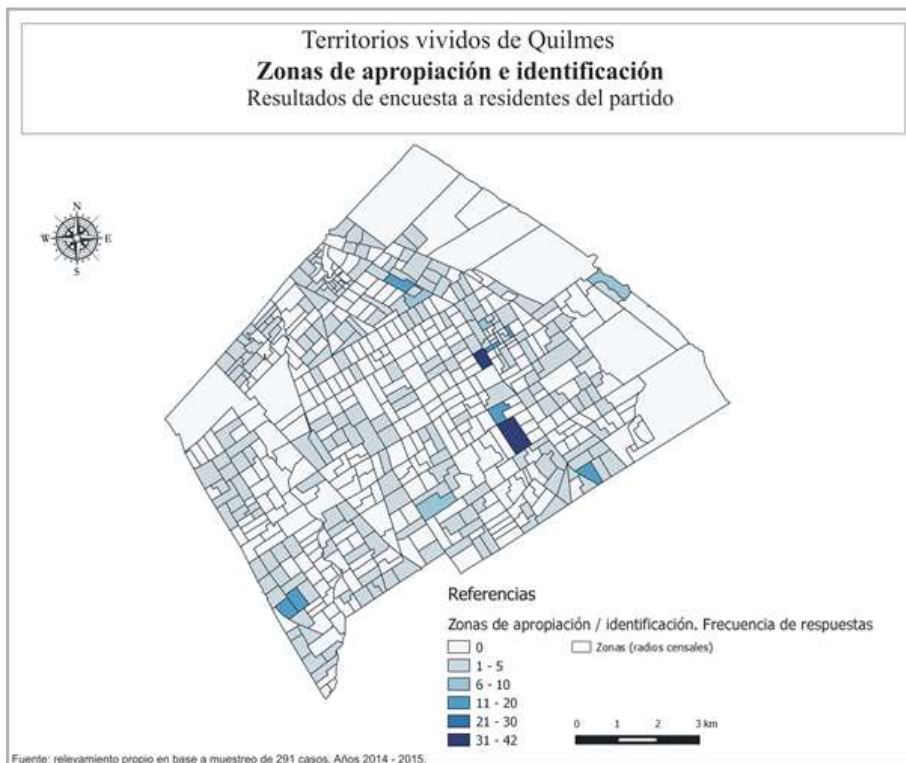 Territorios vividos de Quilmes
Zonas de apropiación e identificación
Resultados de encuesta a residentes del partido
N
W E
S
Referencias
Zonas de apropiación / identificación. Frecuencia de respuestas
0 Zonas (radios censales)
1 - 5
6 - 10
11 - 20
21 - 30
31 - 42
0 1 2 3 km
Fuente: relevamiento propio en base a muestreo de 291 casos. Años 2014 - 2015.